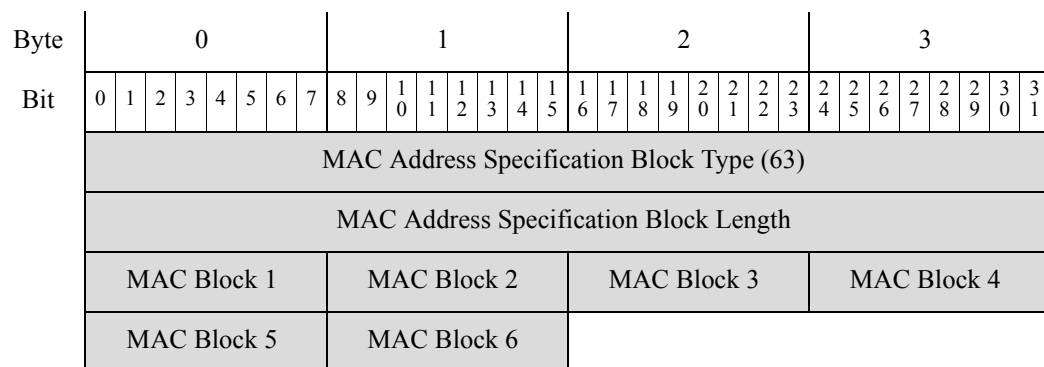 Byte 0 1 2 3
Bit 0 1 2 3 4 5 6 7 8 9 10 11 12 13 14 15 16 17 18 19 20 21 22 23 24 25 26 27 28 29 30 31
MAC Address Specification Block Type (63)
MAC Address Specification Block Length
MAC Block 1 MAC Block 2 MAC Block 3 MAC Block 4
MAC Block 5 MAC Block 6